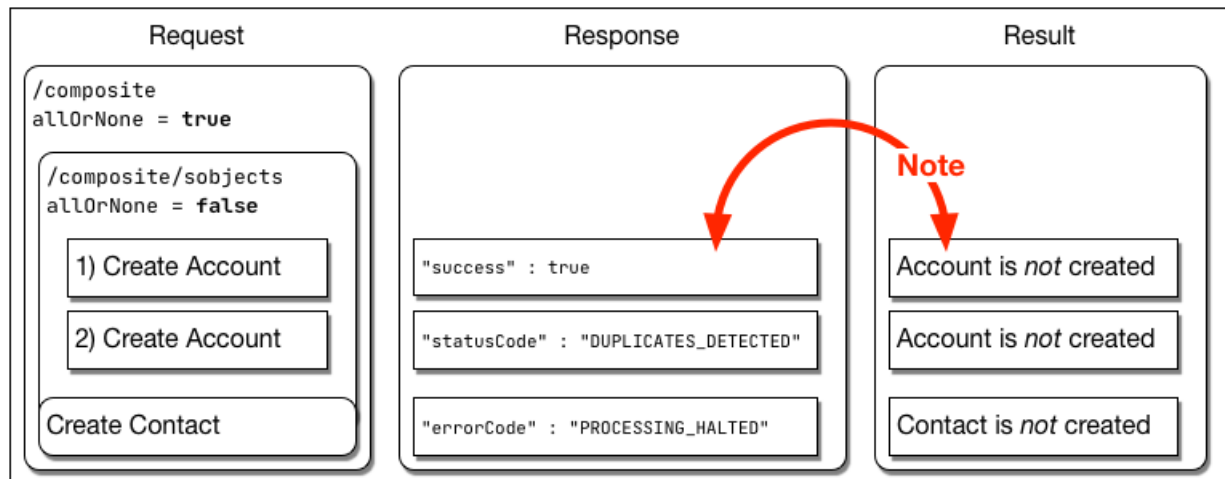 Request
Response
Result
/composite
allOrNone = true
/composite/sobjects
allOrNone = false
Note
1) Create Account
"success" : true
Account is not created
2) Create Account
"statusCode" : "DUPLICATES_DETECTED"
Account is not created
Create Contact
"errorCode" : "PROCESSING_HALTED"
Contact is not created